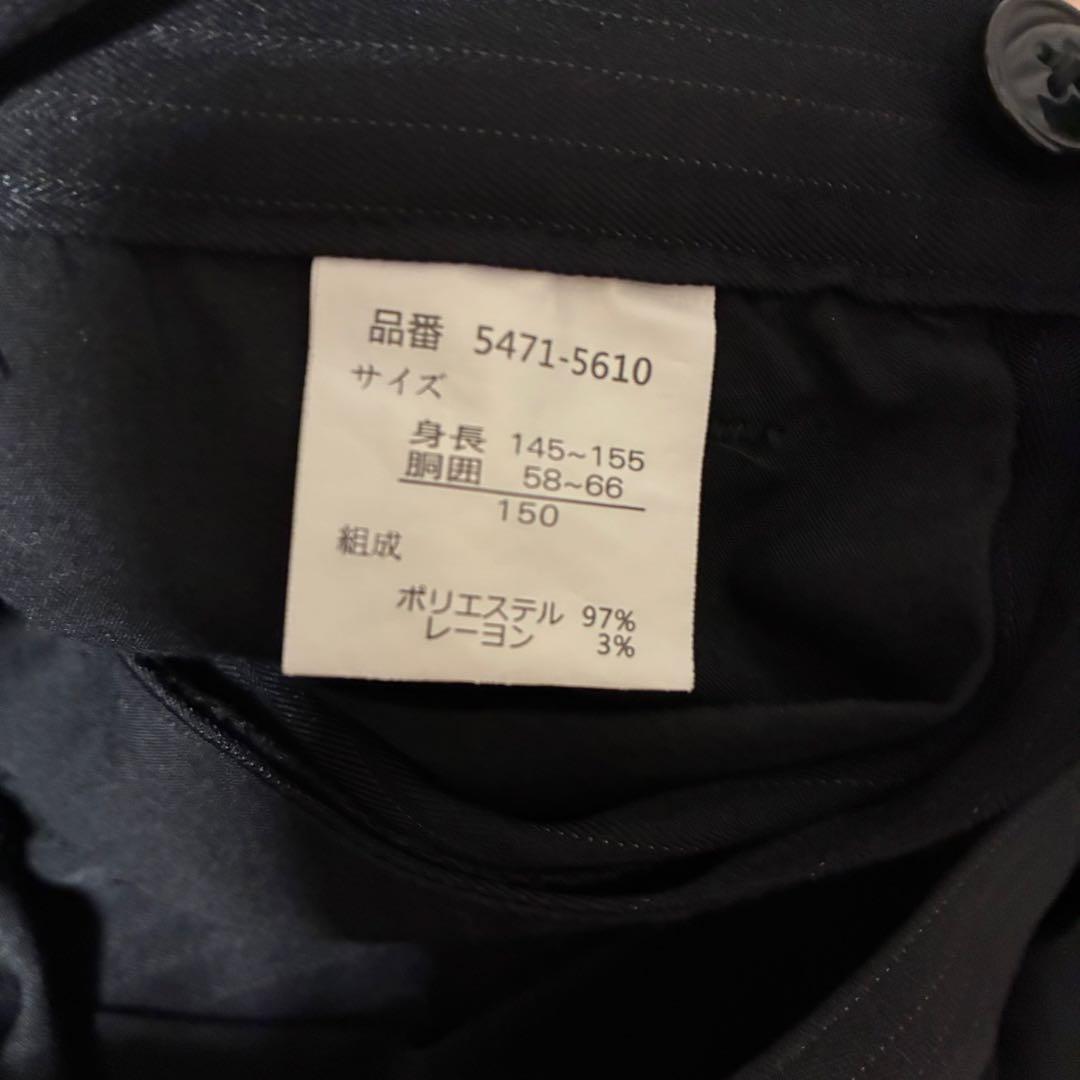 品番 5471-5610
サイズ
身長 145~155
胴囲 58~66
150
組成
ポリエステル 97%
レーヨン 3%